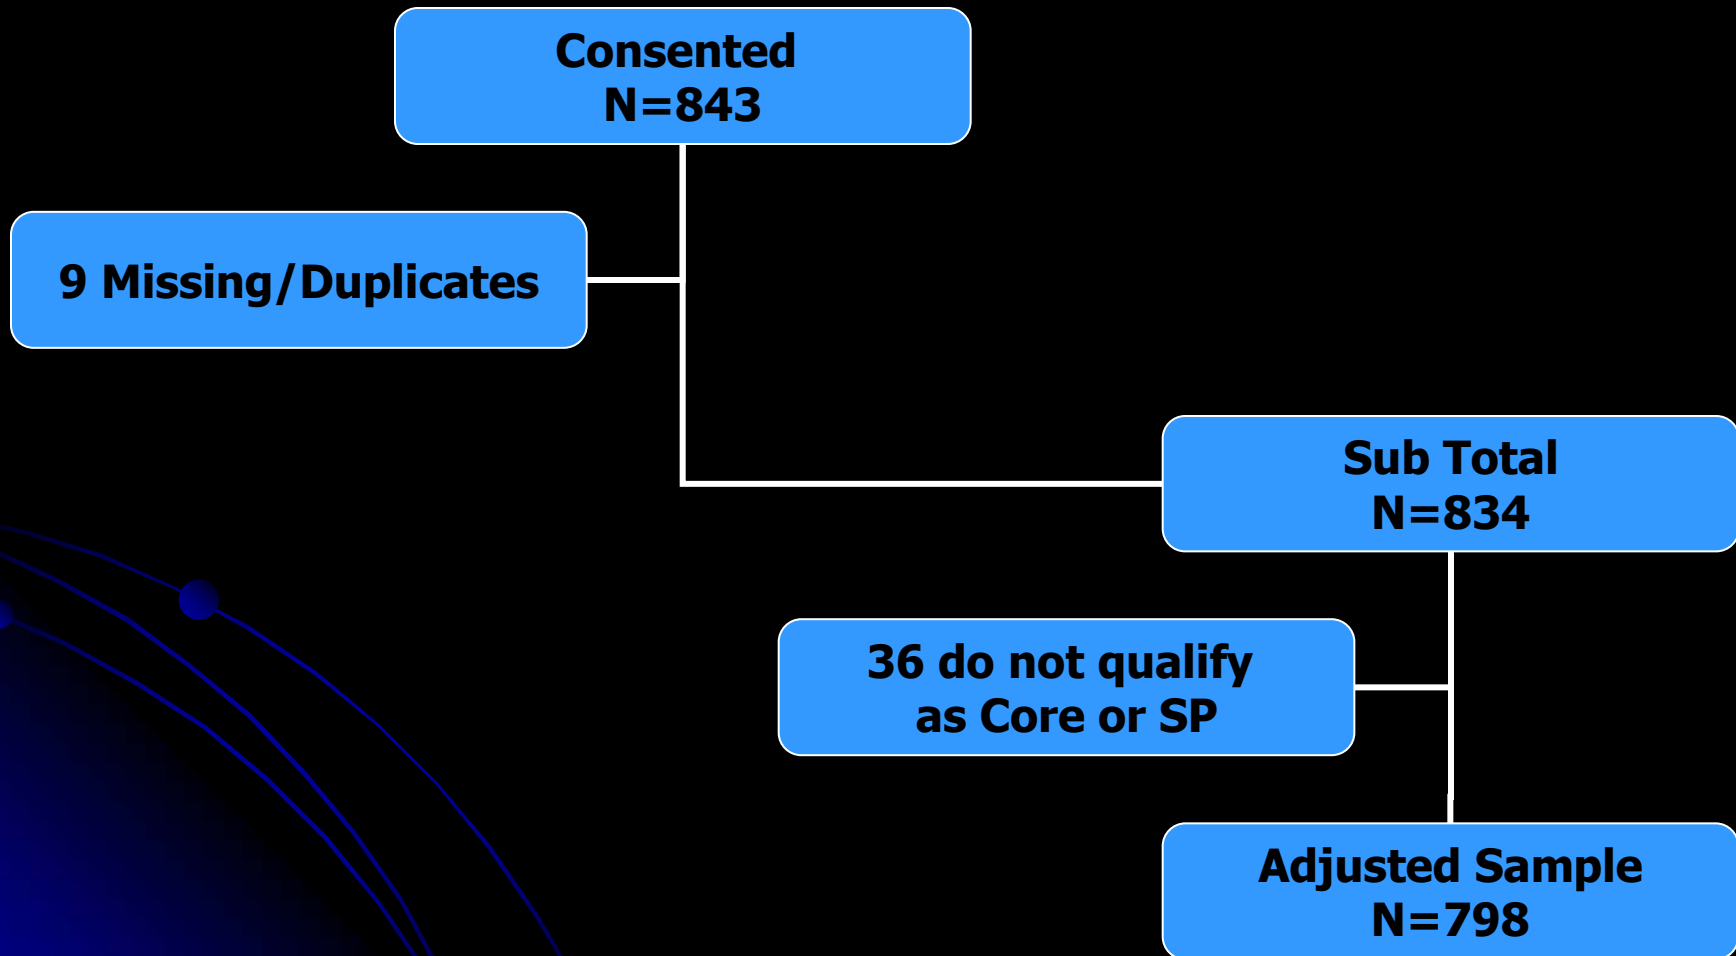 Consented
N=843
9 Missing/Duplicates
Sub Total
N=834
36 do not qualify
as Core or SP
Adjusted Sample
N=798